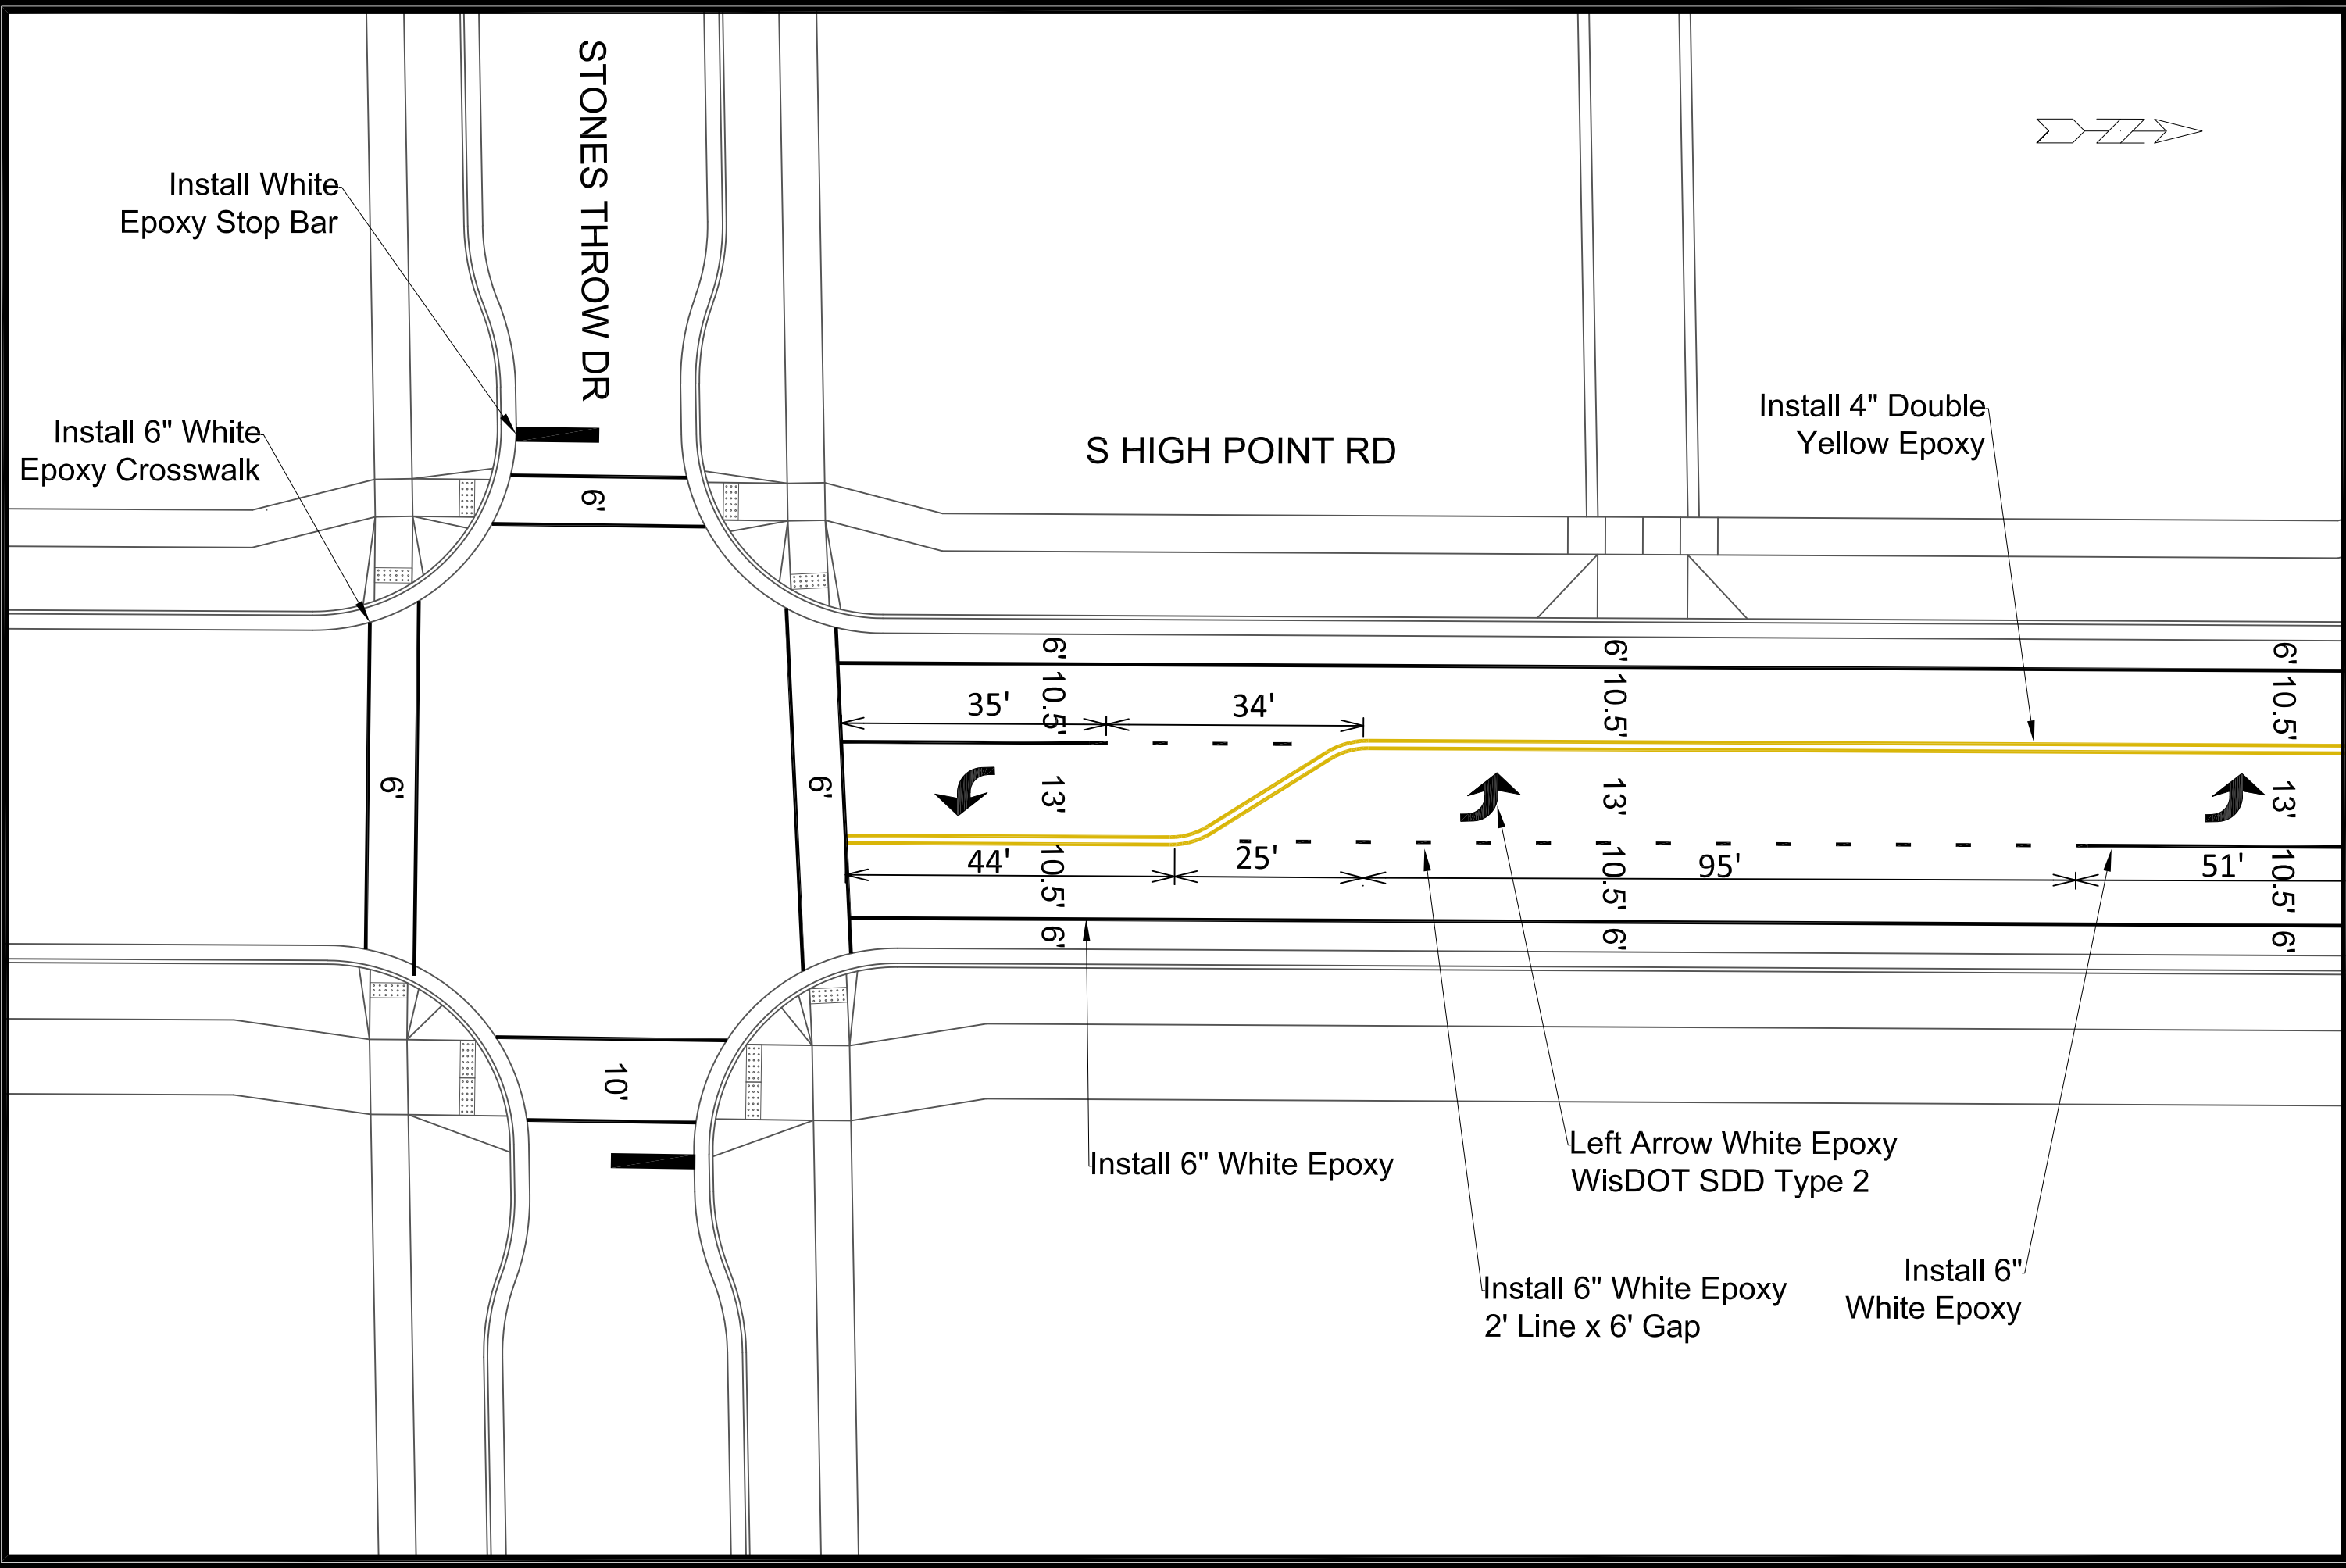 STONES THROW DR
Install White
Epoxy Stop Bar
Install 6" White
Epoxy Crosswalk
S HIGH POINT RD
Install 4" Double
Yellow Epoxy
N
6'
6'
6'
6'
10.5'
10.5'
10.5'
35'
34'
6'
6'
13'
13'
13'
44'
25'
95'
51'
10.5'
10.5'
10.5'
6'
6'
6'
10'
Install 6" White Epoxy
Left Arrow White Epoxy
WisDOT SDD Type 2
Install 6" White Epoxy
2' Line x 6' Gap
Install 6"
White Epoxy